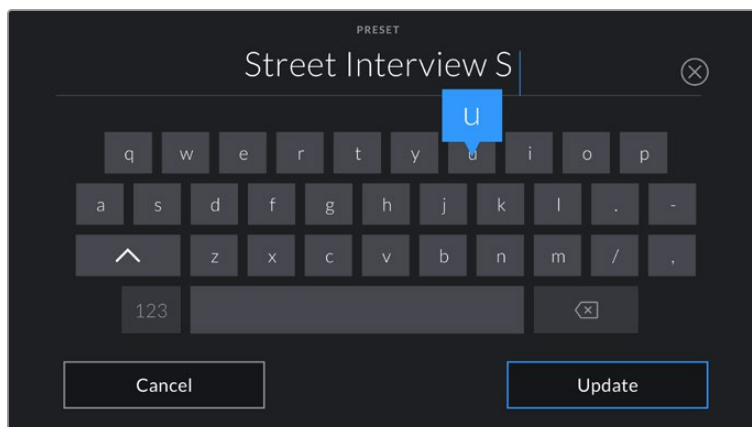 PRESET
Street Interview S
u
q w e r t y u i o p
a s d f g h j k l . -
z x c v b n m / ,
123
Cancel Update